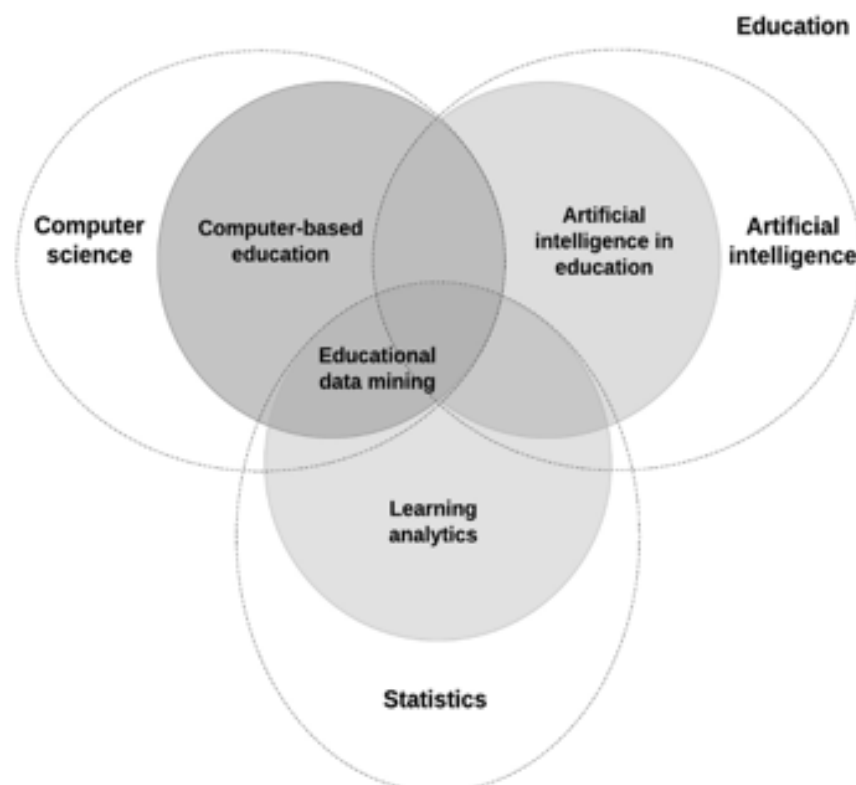 Education
Computer
science
Computer-based
education
Artificial
intelligence in
education
Artificial
intelligence
Educational
data mining
Learning
analytics
Statistics